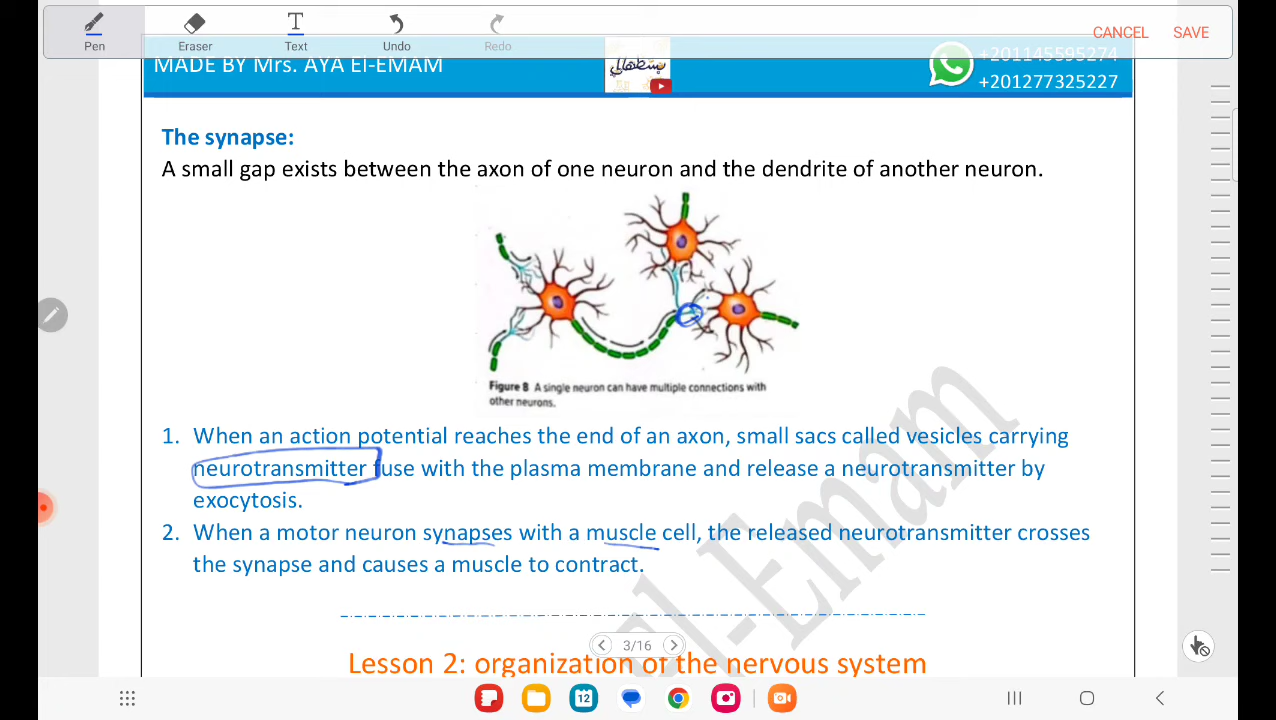 Pen
Eraser
Text
Undo
Redo
CANCEL
SAVE
MADE BY Mrs. AYA El-EMAM
+201145595274
+201277325227
The synapse:
A small gap exists between the axon of one neuron and the dendrite of another neuron.
Figure 8 A single neuron can have multiple connections with
other neurons.
1. When an action potential reaches the end of an axon, small sacs called vesicles carrying
neurotransmitter fuse with the plasma membrane and release a neurotransmitter by
exocytosis.
2. When a motor neuron synapses with a muscle cell, the released neurotransmitter crosses
the synapse and causes a muscle to contract.
el-Emam
3/16
Lesson 2: organization of the nervous system
12